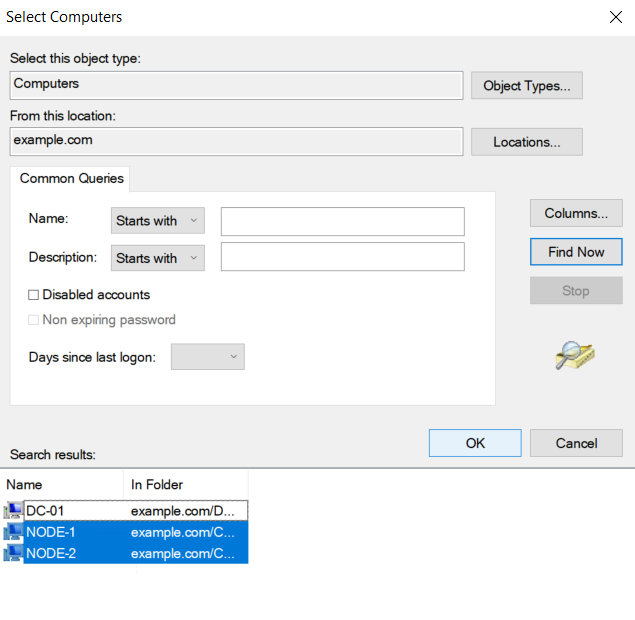 Select Computers
Select this object type:
Computers
Object Types...
From this location:
example.com
Locations...
Common Queries
Name:
Starts with
Columns...
Description:
Starts with
Find Now
Disabled accounts
Stop
Non expiring password
Days since last logon:
OK
Cancel
Search results:
Name In Folder
DC-01 example.com/D...
NODE-1 example.com/C...
NODE-2 example.com/C...